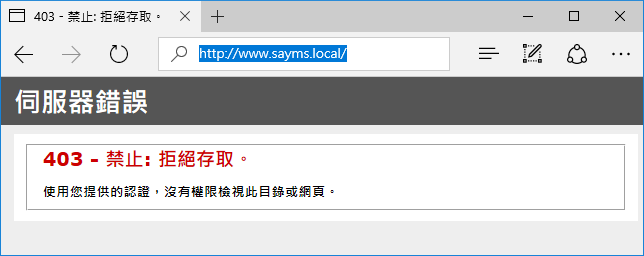 403 - 禁止: 拒絕存取。
http://www.sayms.local/
伺服器錯誤
403 - 禁止: 拒絕存取。
使用您提供的認證，沒有權限檢視此目錄或網頁。